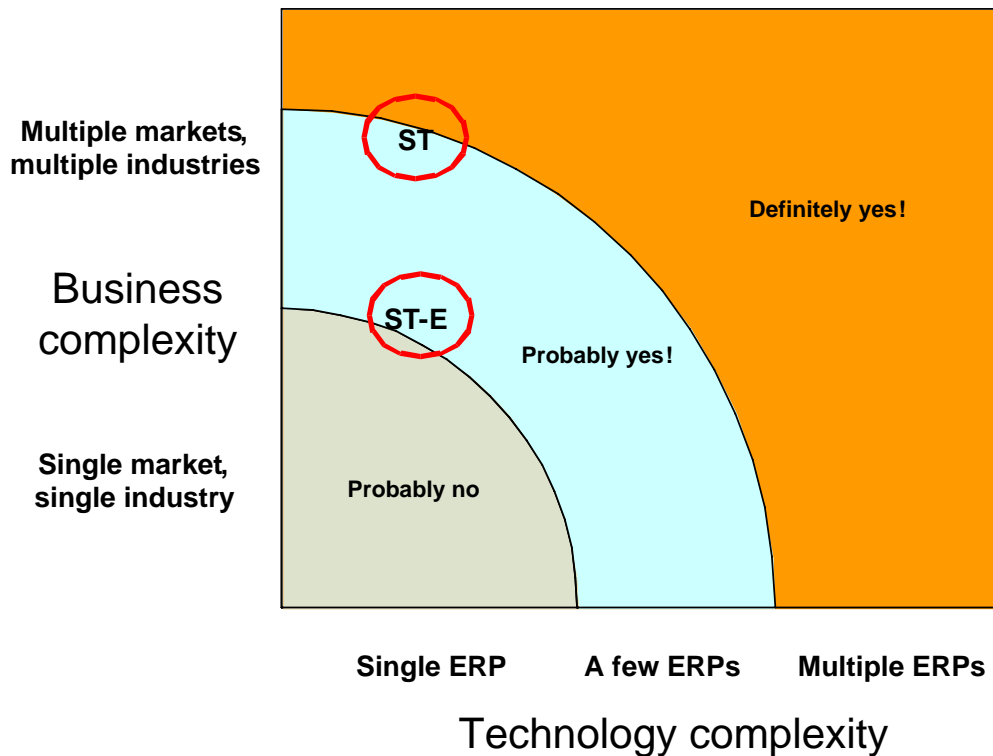 Multiple markets,
multiple industries
ST
Definitely yes!
Business
complexity
ST-E
Probably yes!
Single market,
single industry
Probably no
Single ERP
A few ERPs
Multiple ERPs
Technology complexity